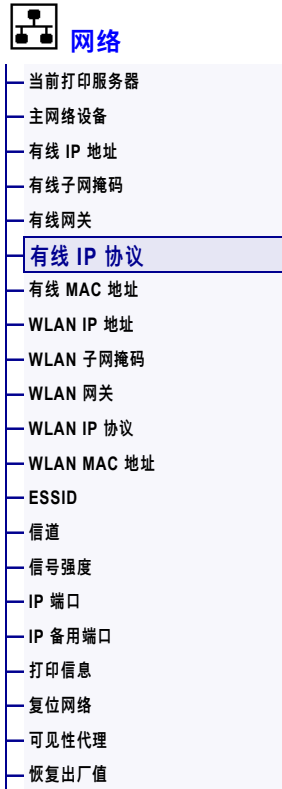 网络
当前打印服务器
主网络设备
有线 IP 地址
有线子网掩码
有线网关
有线 IP 协议
有线 MAC 地址
WLAN IP 地址
WLAN 子网掩码
WLAN 网关
WLAN IP 协议
WLAN MAC 地址
ESSID
信道
信号强度
IP 端口
IP 备用端口
打印信息
复位网络
可见性代理
恢复出厂值